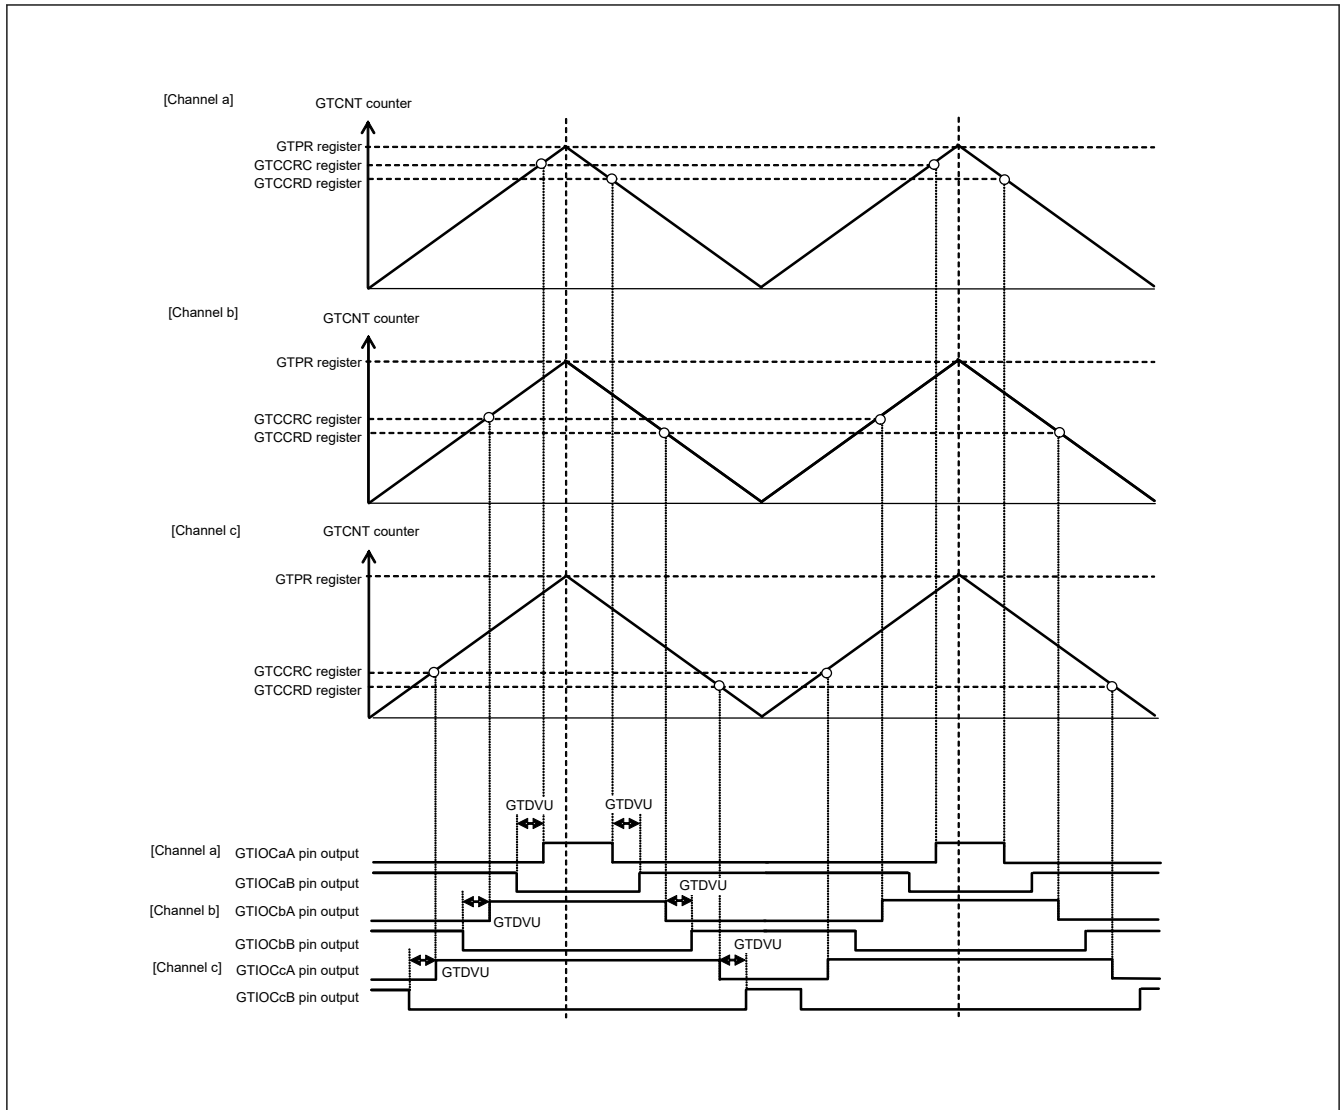 [Channel a]
GTCNT counter
GTPR register
GTCCRC register
GTCCRD register
[Channel b]
GTCNT counter
GTPR register
GTCCRC register
GTCCRD register
[Channel c]
GTCNT counter
GTPR register
GTCCRC register
GTCCRD register
GTDVU
GTDVU
[Channel a]
GTIOCaA pin output
GTIOCaB pin output
GTDVU
[Channel b]
GTIOCbA pin output
GTDVU
GTIOCbB pin output
GTDVU
[Channel c]
GTIOCcA pin output
GTDVU
GTIOCcB pin output